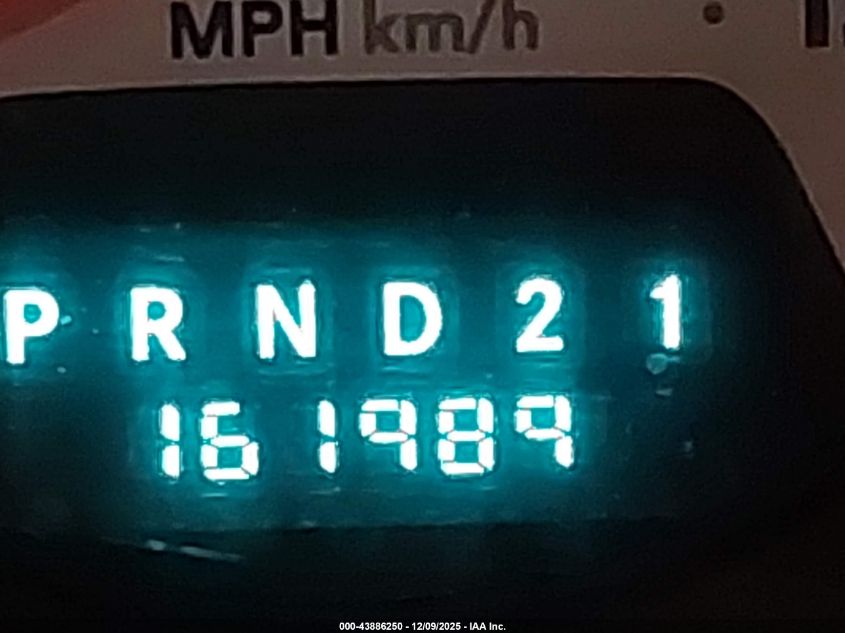 MPH km/h
P R N D 2 1
161989
000-43886250 - 12/09/2025 - IAA Inc.